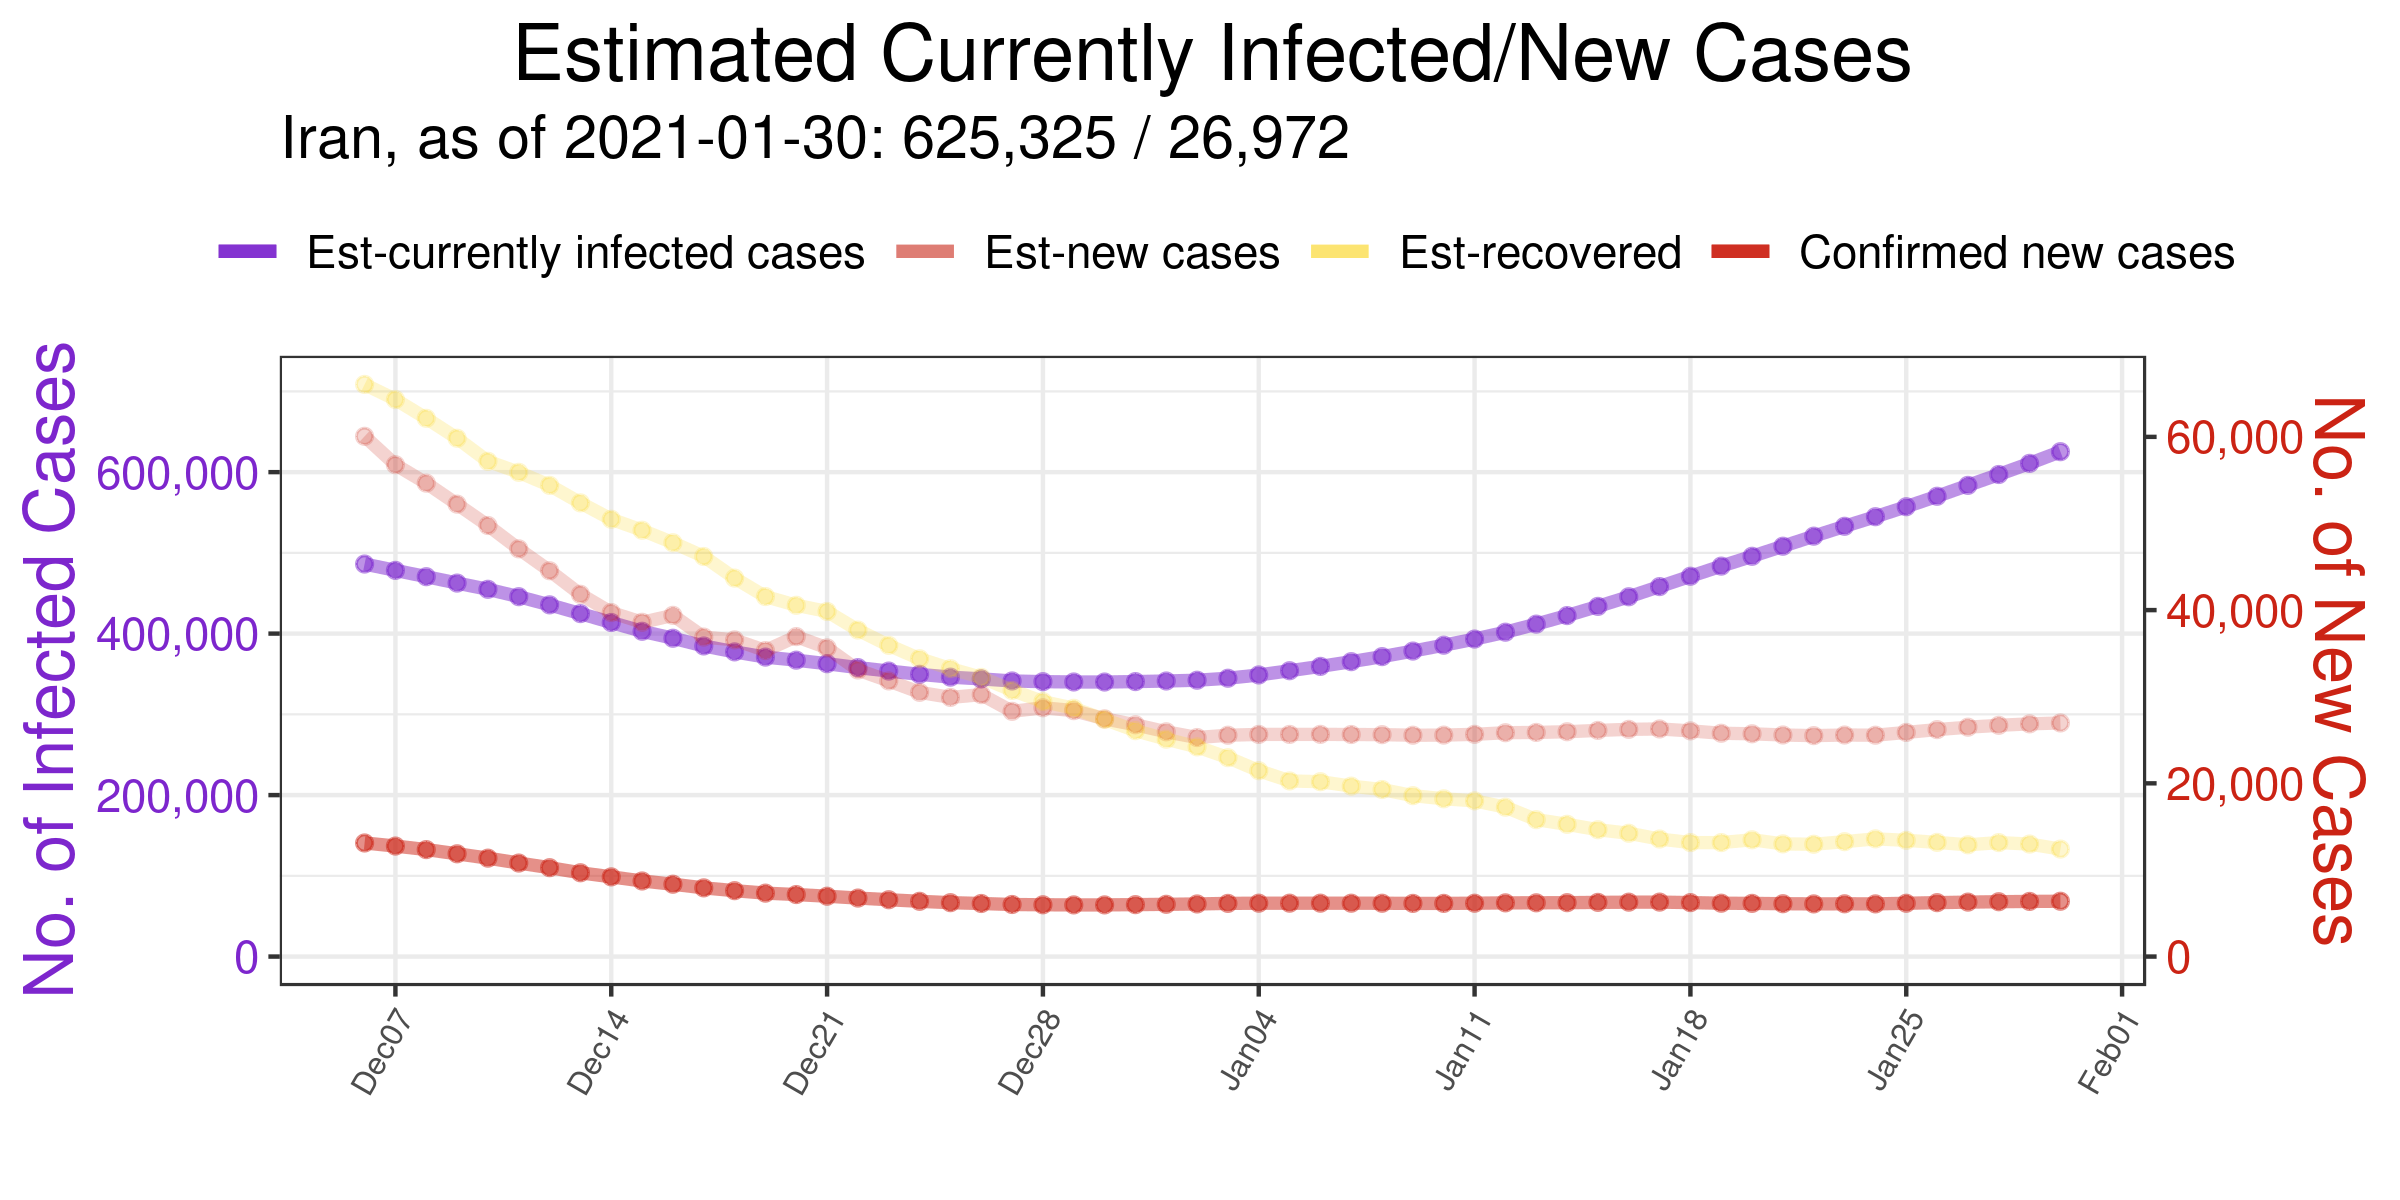 Estimated Currently Infected/New Cases
Iran, as of 2021-01-30: 625,325 / 26,972
Est-currently infected cases Est-new cases Est-recovered Confirmed new cases
No. of Infected Cases
600,000
400,000
200,000
0
60,000
40,000
20,000
0
No. of New Cases
Dec07 Dec14 Dec21 Dec28 Jan04 Jan11 Jan18 Jan25 Feb01